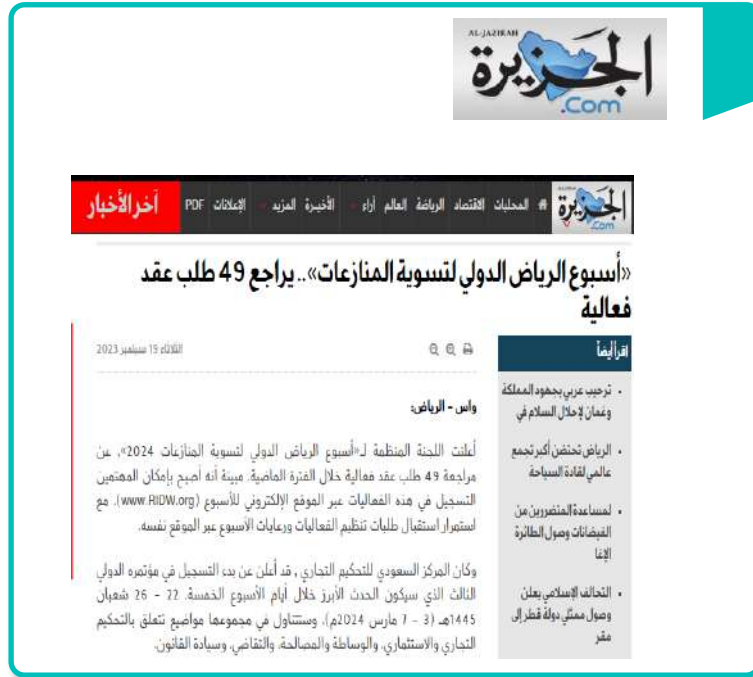 AL-JAZIRAH
الجزيرة
.Com
الجزيرة
.Com
المحليات الاقتصاد الرياضة العالم آراء الأخيرة المزيد الإعلانات PDF
آخر الأخبار
«أسبوع الرياض الدولي لتسوية المنازعات».. يراجع 49 طلب عقد
فعالية
الثلاثاء 19 سبتمبر 2023
واس - الرياض:
أعلنت اللجنة المنظمة لـ«أسبوع الرياض الدولي لتسوية المنازعات 2024»، عن
مراجعة 49 طلب عقد فعالية خلال الفترة الماضية، مبينة أنه أصبح بإمكان المهتمين
التسجيل في هذه الفعاليات عبر الموقع الإلكتروني للأسبوع (www.RIDW.org)، مع
استمرار استقبال طلبات تنظيم الفعاليات ورعايات الأسبوع عبر الموقع نفسه.
وكان المركز السعودي للتحكيم التجاري , قد أعلن عن بدء التسجيل في مؤتمره الدولي
الثالث الذي سيكون الحدث الأبرز خلال أيام الأسبوع الخمسة، 22 - 26 شعبان
1445هـ (3 - 7 مارس 2024م)، وستتناول في مجموعها مواضيع تتعلق بالتحكيم
التجاري والاستثماري، والوساطة والمصالحة، والتقاضي، وسيادة القانون.
اقرأ أيضاً
ترحيب عربي بجهود المملكة
وعُمان لإحلال السلام في
الرياض تحتضن أكبر تجمع
عالمي لقادة السياحة
لمساعدة المتضررين من
الفيضانات وصول الطائرة
الإغا
التحالف الإسلامي يعلن
وصول ممثلي دولة قطر إلى
مقر